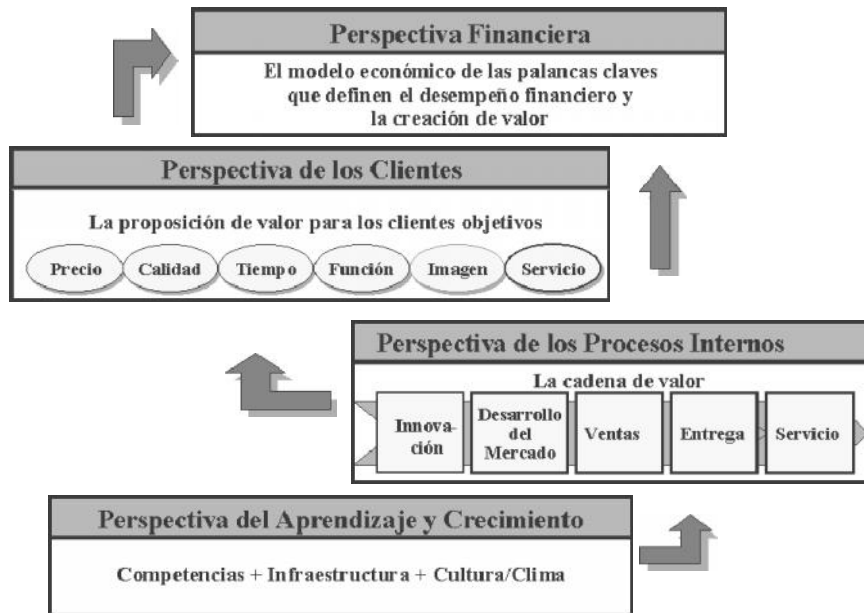 Perspectiva Financiera
El modelo económico de las palancas claves
que definen el desempeño financiero y
la creación de valor
Perspectiva de los Clientes
La proposición de valor para los clientes objetivos
Precio Calidad Tiempo Función Imagen Servicio
Perspectiva de los Procesos Internos
La cadena de valor
Innova-
ción
Desarrollo
del
Mercado
Ventas
Entrega
Servicio
Perspectiva del Aprendizaje y Crecimiento
Competencias + Infraestructura + Cultura/Clima